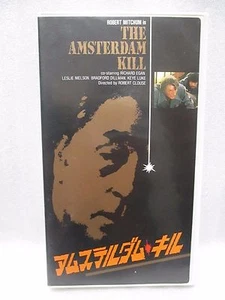 ROBERT MITCHUM in
THE
AMSTERDAM
KILL
co-starring RICHARD EGAN
LESLIE NIELSON, BRADFORD DILLMAN, KEYE LUKE
Directed by ROBERT CLOUSE
アムステルダム・キル